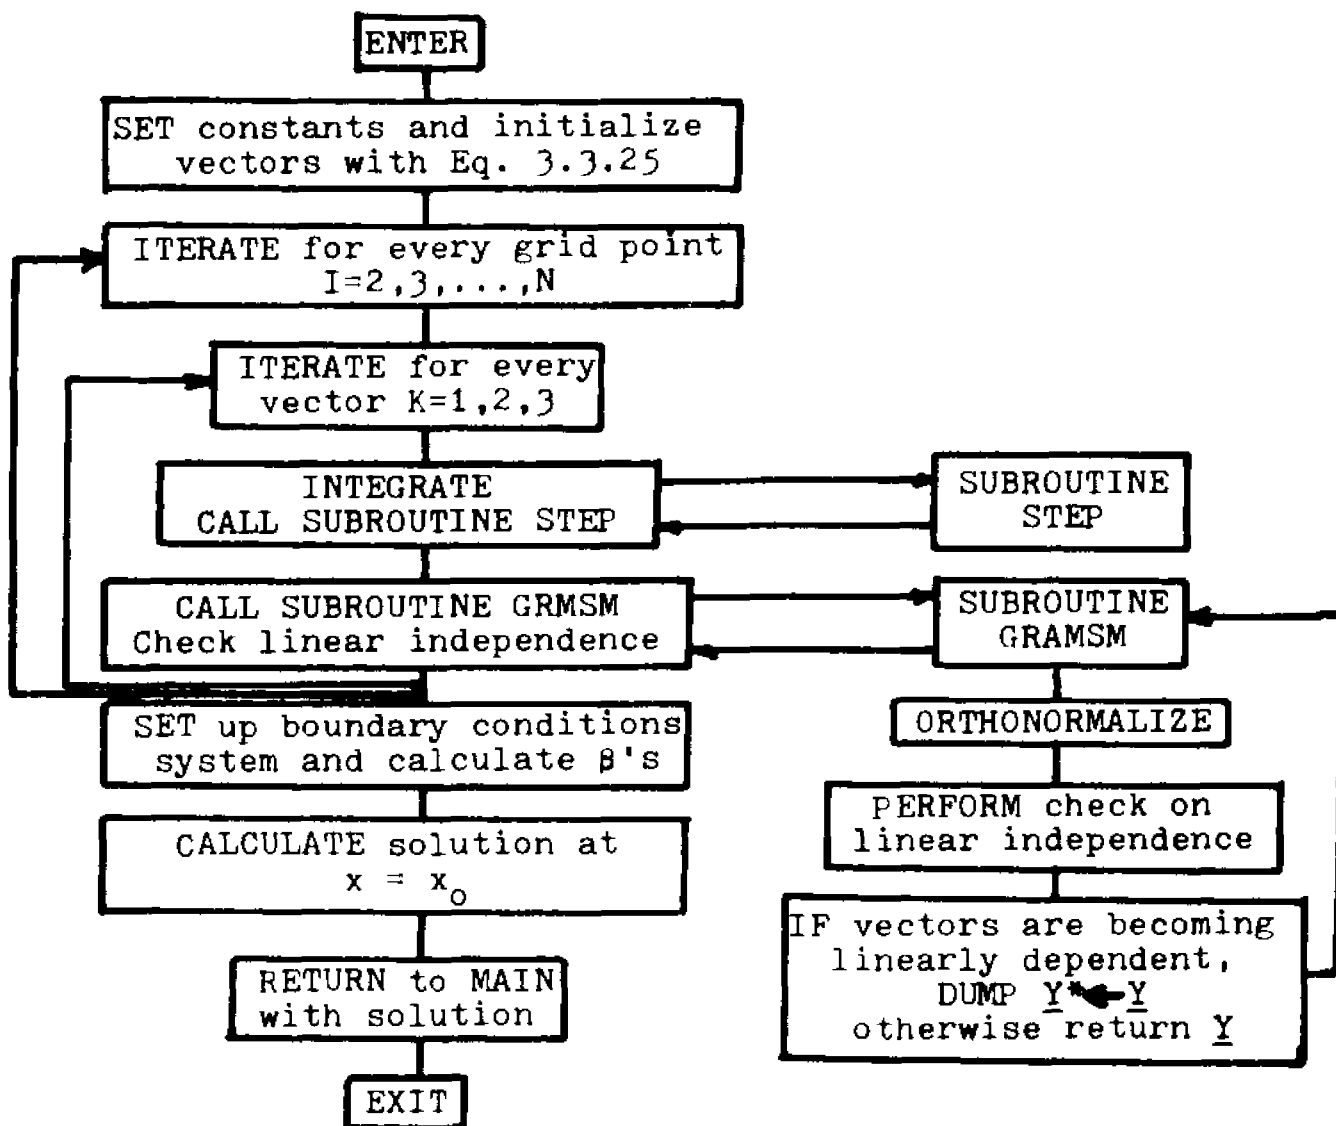 ENTER
SET constants and initialize
vectors with Eq. 3.3.25
ITERATE for every grid point
I=2,3,...,N
ITERATE for every
vector K=1,2,3
INTEGRATE
CALL SUBROUTINE STEP
SUBROUTINE
STEP
CALL SUBROUTINE GRMSM
Check linear independence
SUBROUTINE
GRAMSM
SET up boundary conditions
system and calculate β's
ORTHONORMALIZE
CALCULATE solution at
x = x₀
PERFORM check on
linear independence
IF vectors are becoming
linearly dependent,
DUMP Y*←Y
otherwise return Y
RETURN to MAIN
with solution
EXIT